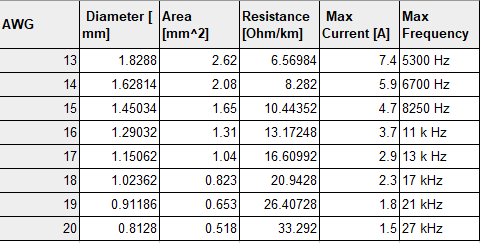 AWG Diameter [ mm] Area [mm^2] Resistance [Ohm/km] Max Current [A] Max Frequency
13 1.8288 2.62 6.56984 7.4 5300 Hz
14 1.62814 2.08 8.282 5.9 6700 Hz
15 1.45034 1.65 10.44352 4.7 8250 Hz
16 1.29032 1.31 13.17248 3.7 11 k Hz
17 1.15062 1.04 16.60992 2.9 13 k Hz
18 1.02362 0.823 20.9428 2.3 17 kHz
19 0.91186 0.653 26.40728 1.8 21 kHz
20 0.8128 0.518 33.292 1.5 27 kHz